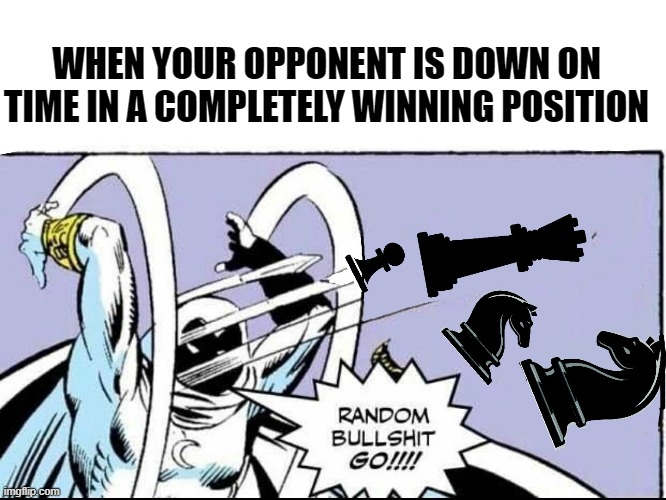 WHEN YOUR OPPONENT IS DOWN ON
TIME IN A COMPLETELY WINNING POSITION
RANDOM
BULLSHIT
GO!!!!
imgflip.com